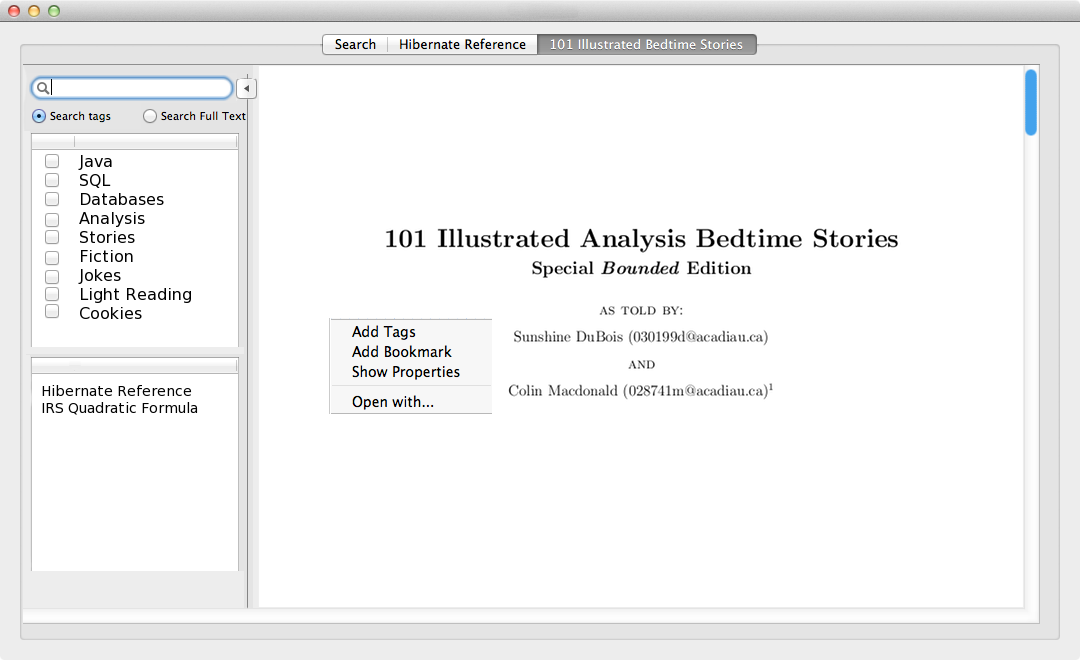 Search Hibernate Reference 101 Illustrated Bedtime Stories
Search tags Search Full Text
Java
SQL
Databases
Analysis
Stories
Fiction
Jokes
Light Reading
Cookies
Hibernate Reference
IRS Quadratic Formula
101 Illustrated Analysis Bedtime Stories
Special Bounded Edition
AS TOLD BY:
Sunshine DuBois (030199d@acadiau.ca)
AND
Colin Macdonald (028741m@acadiau.ca)¹
Add Tags
Add Bookmark
Show Properties
Open with...